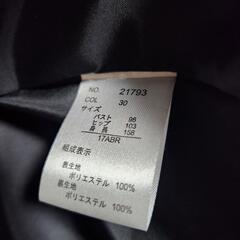 NO. 21793
COL 30
サイズ
バスト 96
ヒップ 103
身長 158
17ABR
組成表示
表生地
ポリエステル 100%
裏生地
ポリエステル 100%